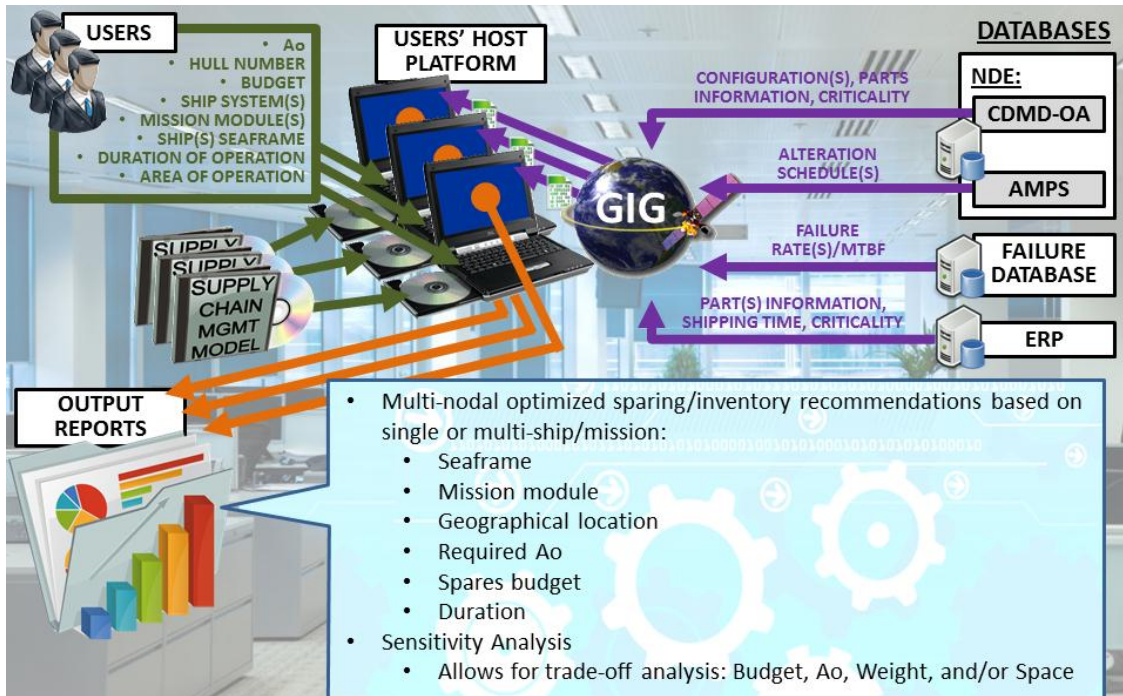 USERS
• Ao
• HULL NUMBER
• BUDGET
• SHIP SYSTEM(S)
• MISSION MODULE(S)
• SHIP(S) SEAFRAME
• DURATION OF OPERATION
• AREA OF OPERATION
USERS' HOST
PLATFORM
DATABASES
NDE:
CDMD-OA
AMPS
CONFIGURATION(S), PARTS
INFORMATION, CRITICALITY
ALTERATION
SCHEDULE(S)
GIG
FAILURE
RATE(S)/MTBF
FAILURE
DATABASE
PART(S) INFORMATION,
SHIPPING TIME, CRITICALITY
ERP
SUPPLY
SUPPLY
SUPPLY
CHAIN
MGMT
MODEL
OUTPUT
REPORTS
• Multi-nodal optimized sparing/inventory recommendations based on
single or multi-ship/mission:
• Seaframe
• Mission module
• Geographical location
• Required Ao
• Spares budget
• Duration
• Sensitivity Analysis
• Allows for trade-off analysis: Budget, Ao, Weight, and/or Space